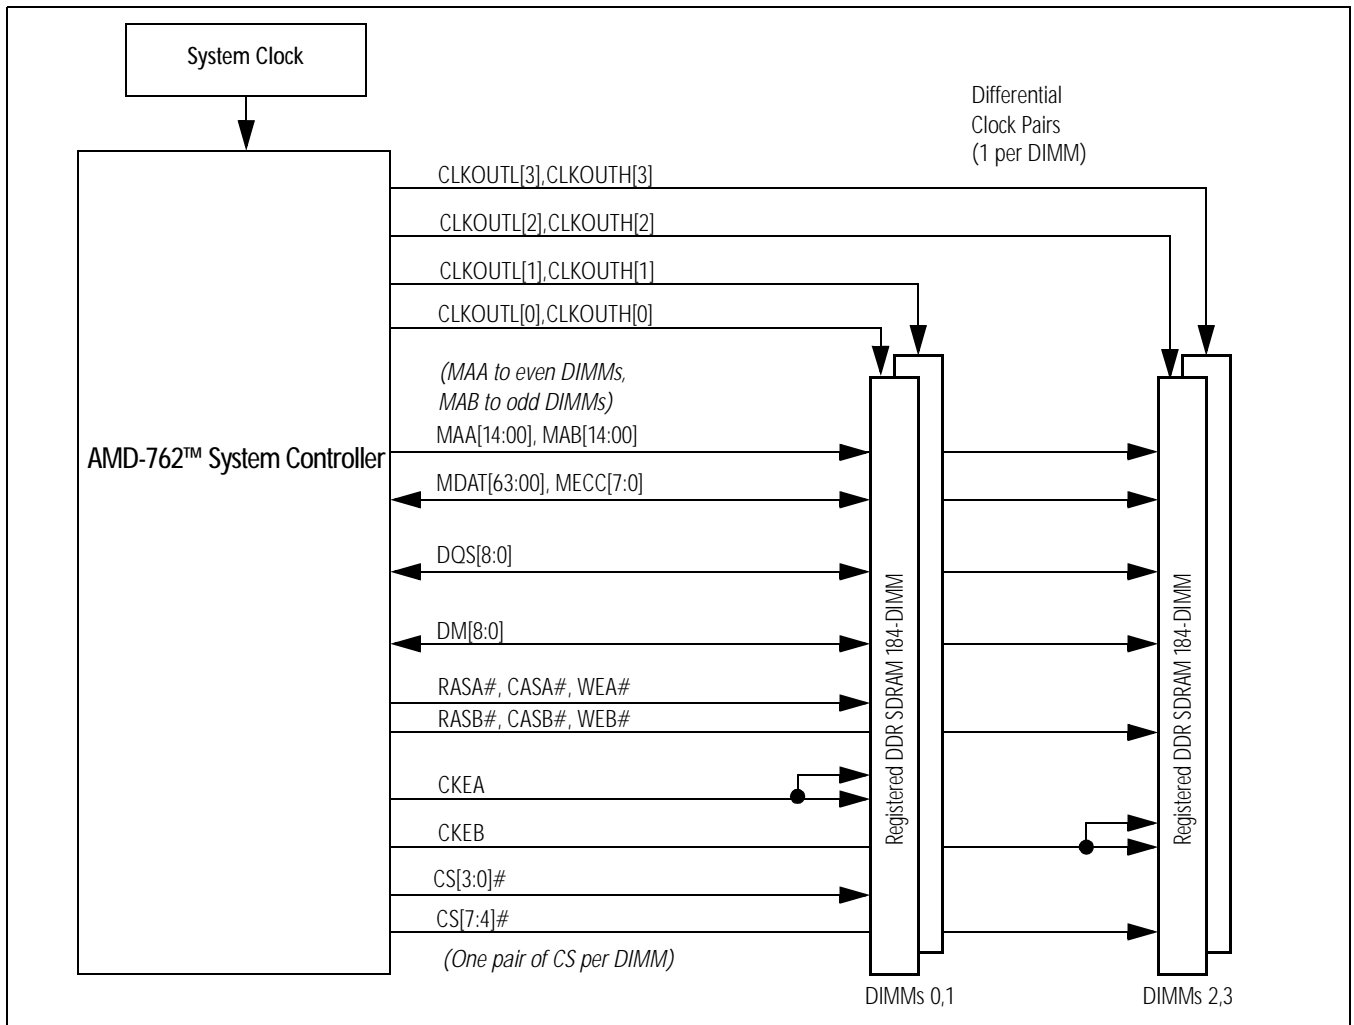 System Clock
Differential
Clock Pairs
(1 per DIMM)
CLKOUTL[3],CLKOUTH[3]
CLKOUTL[2],CLKOUTH[2]
CLKOUTL[1],CLKOUTH[1]
CLKOUTL[0],CLKOUTH[0]
(MAA to even DIMMs,
MAB to odd DIMMs)
MAA[14:00], MAB[14:00]
AMD-762™ System Controller
MDAT[63:00], MECC[7:0]
DQS[8:0]
DM[8:0]
RASA#, CASA#, WEA#
RASB#, CASB#, WEB#
CKEA
CKEB
CS[3:0]#
CS[7:4]#
(One pair of CS per DIMM)
Registered DDR SDRAM 184-DIMM
Registered DDR SDRAM 184-DIMM
DIMMs 0,1
DIMMs 2,3